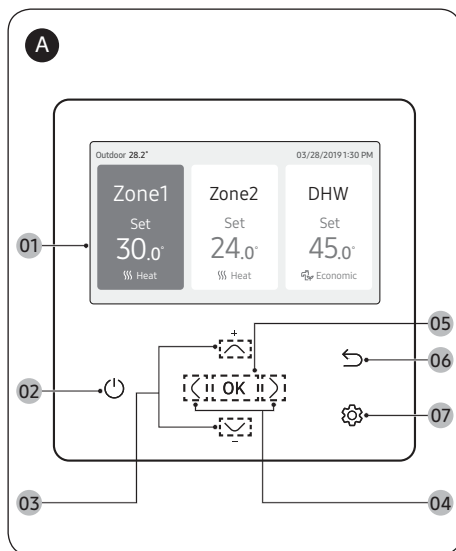 A
Outdoor 28.2° 03/28/2019 1:30 PM
Zone1 Zone2 DHW
Set Set Set
30.0° 24.0° 45.0°
Heat Heat Economic
01
02
03
04
05
06
07
+
OK
−